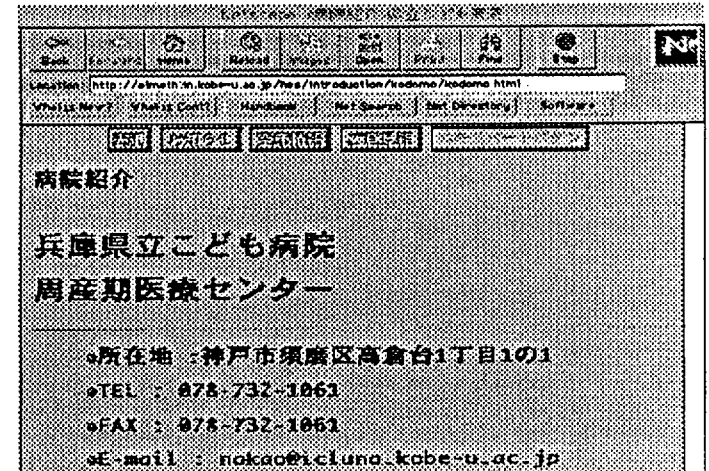 Back Home Reload Open Find Stop
N
Location: http://elmeth.in.kobe-u.ac.jp/hes/introduction/kodomo/kodomo.html
What's New? What's Cool? Handbook Net Search Net Directory Software
病院紹介
兵庫県立こども病院
周産期医療センター
所在地 :神戸市須磨区高倉台1丁目1の1
TEL : 078-732-1061
FAX : 078-732-1061
E-mail : nakao@icluna.kobe-u.ac.jp